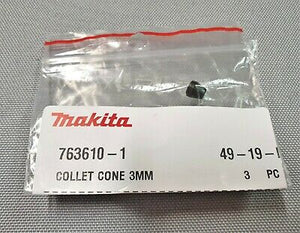 Makita
763610-1 49-19-
COLLET CONE 3MM 3 PC